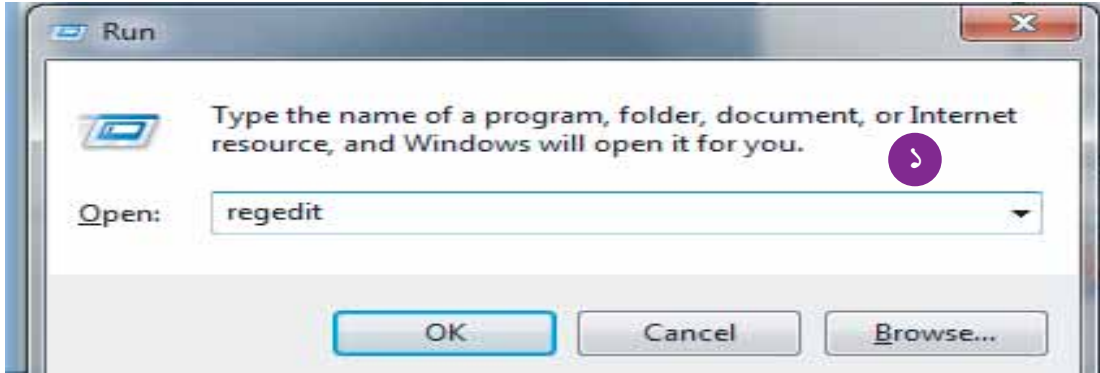 Run
Type the name of a program, folder, document, or Internet
resource, and Windows will open it for you.
১
Open: regedit
OK Cancel Browse...